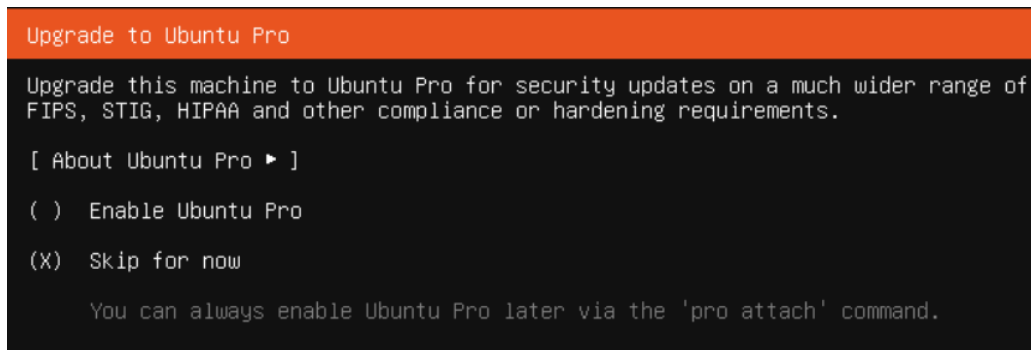 Upgrade to Ubuntu Pro
Upgrade this machine to Ubuntu Pro for security updates on a much wider range of
FIPS, STIG, HIPAA and other compliance or hardening requirements.
[ About Ubuntu Pro ▸ ]
( ) Enable Ubuntu Pro
(X) Skip for now
You can always enable Ubuntu Pro later via the 'pro attach' command.